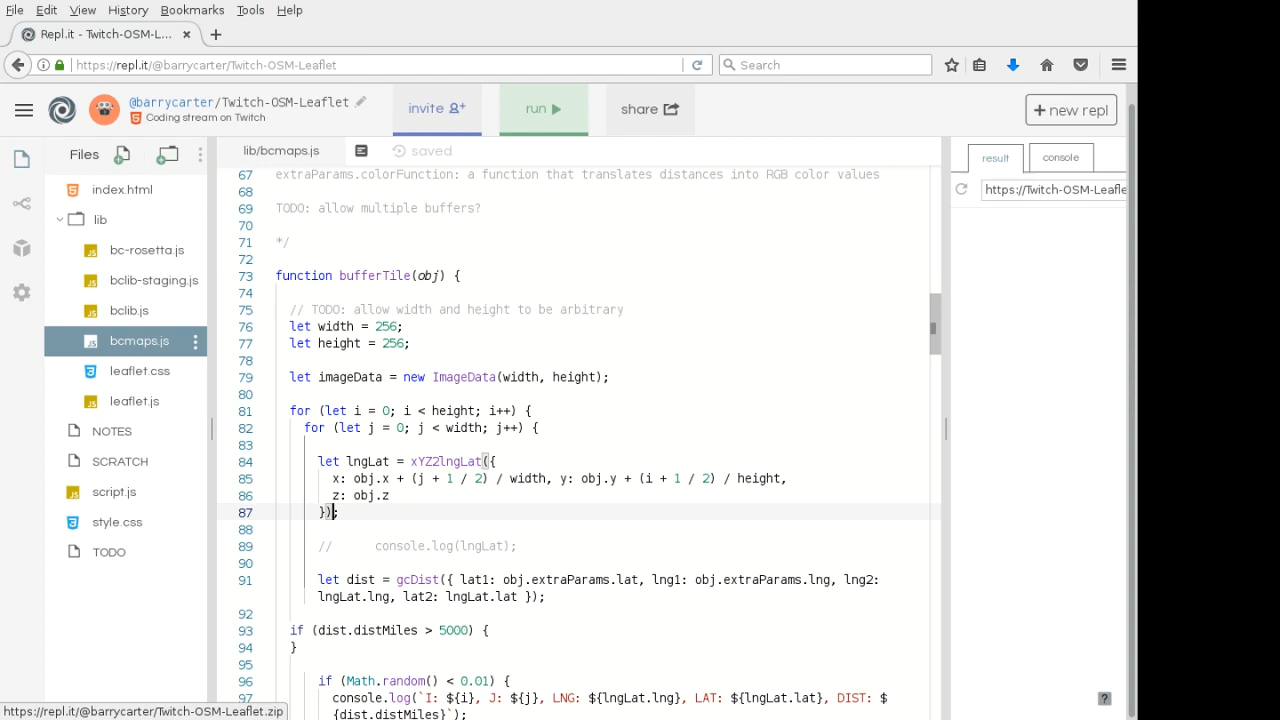 File Edit View History Bookmarks Tools Help
Repl.it - Twitch-OSM-L... × +
https://repl.it/@barrycarter/Twitch-OSM-Leaflet Search
@barrycarter/Twitch-OSM-Leaflet
Coding stream on Twitch
invite run share + new repl
Files
index.html
lib
bc-rosetta.js
bclib-staging.js
bclib.js
bcmaps.js
leaflet.css
leaflet.js
NOTES
SCRATCH
script.js
style.css
TODO
lib/bcmaps.js saved
67 extraParams.colorFunction: a function that translates distances into RGB color values
68
69 TODO: allow multiple buffers?
70
71 */
72
73 function bufferTile(obj) {
74
75 // TODO: allow width and height to be arbitrary
76 let width = 256;
77 let height = 256;
78
79 let imageData = new ImageData(width, height);
80
81 for (let i = 0; i < height; i++) {
82 for (let j = 0; j < width; j++) {
83
84 let lngLat = xYZ2lngLat({
85 x: obj.x + (j + 1 / 2) / width, y: obj.y + (i + 1 / 2) / height,
86 z: obj.z
87 });
88
89 // console.log(lngLat);
90
91 let dist = gcDist({ lat1: obj.extraParams.lat, lng1: obj.extraParams.lng, lng2:
lngLat.lng, lat2: lngLat.lat });
92
93 if (dist.distMiles > 5000) {
94 }
95
96 if (Math.random() < 0.01) {
97 console.log(`I: ${i}, J: ${j}, LNG: ${lngLat.lng}, LAT: ${lngLat.lat}, DIST: $
{dist.distMiles}`);
result console
https://Twitch-OSM-Leafle
?
https://repl.it/@barrycarter/Twitch-OSM-Leaflet.zip